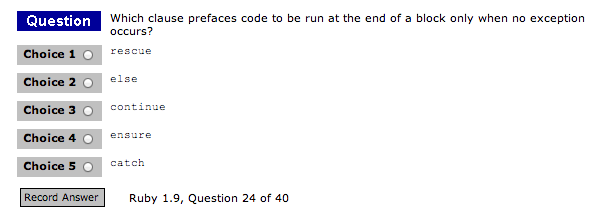 Question Which clause prefaces code to be run at the end of a block only when no exception
occurs?
Choice 1 rescue
Choice 2 else
Choice 3 continue
Choice 4 ensure
Choice 5 catch
Record Answer Ruby 1.9, Question 24 of 40